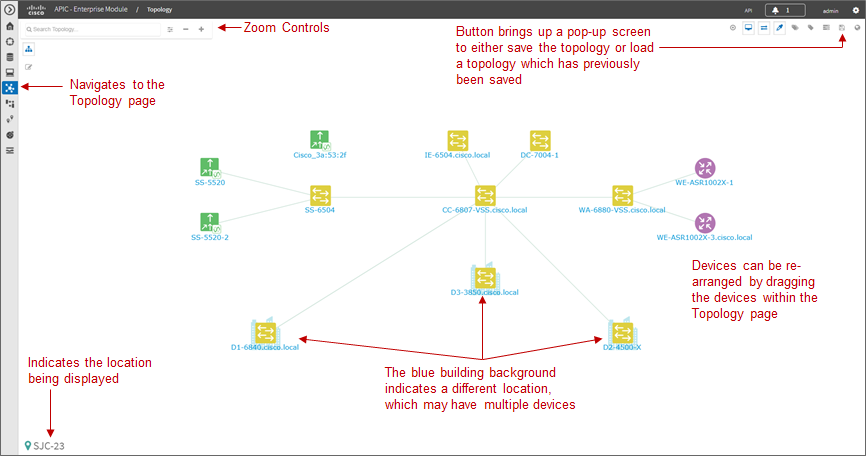 cisco
APIC - Enterprise Module / Topology
API
1
admin
Search Topology...
Zoom Controls
Button brings up a pop-up screen
to either save the topology or load
a topology which has previously
been saved
Navigates to the
Topology page
Cisco_3a:53:2f
IE-6504.cisco.local
DC-7004-1
SS-5520
WE-ASR1002X-1
SS-6504
CC-6807-VSS.cisco.local
WA-6880-VSS.cisco.local
SS-5520-2
WE-ASR1002X-3.cisco.local
Devices can be re-
arranged by dragging
the devices within the
Topology page
D3-3850.cisco.local
D1-6840.cisco.local
D2-4500-X
Indicates the location
being displayed
The blue building background
indicates a different location,
which may have multiple devices
SJC-23